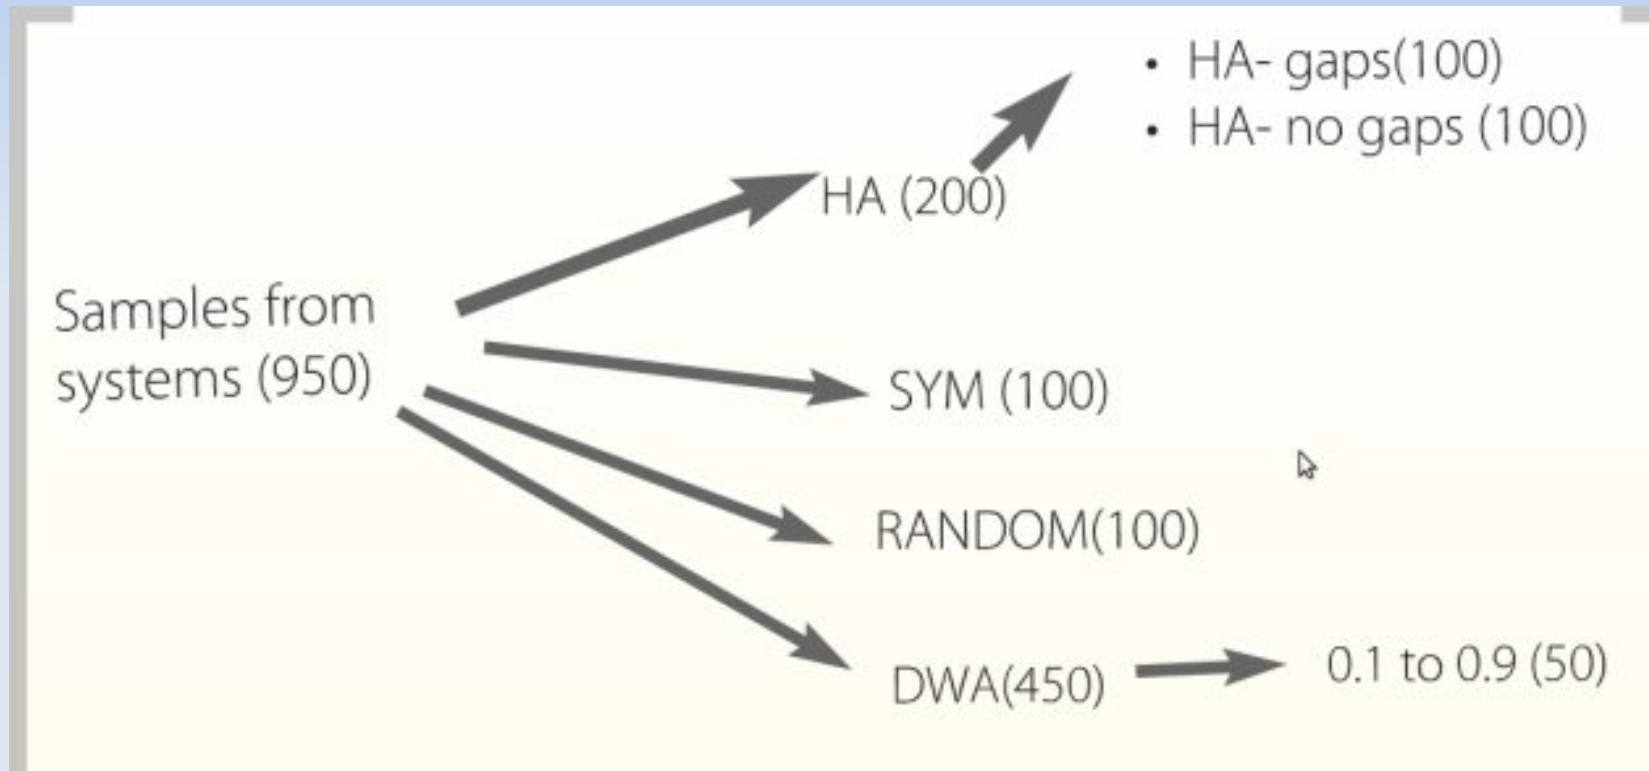 • HA- gaps(100)
• HA- no gaps (100)
HA (200)
Samples from
systems (950)
SYM (100)
RANDOM(100)
DWA(450)
0.1 to 0.9 (50)